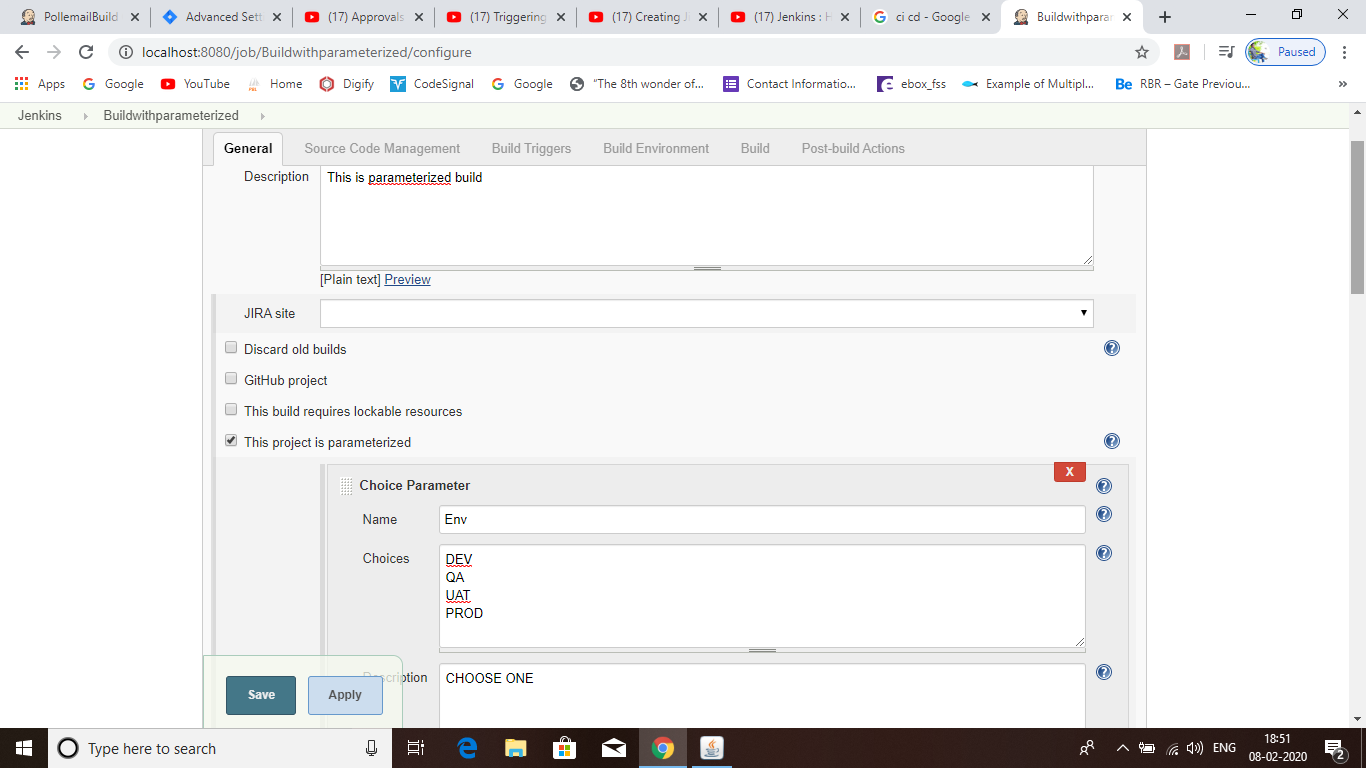 PollemailBuild
Advanced Sett
(17) Approvals
(17) Triggering
(17) Creating J
(17) Jenkins : H
ci cd - Google
Buildwithparar
localhost:8080/job/Buildwithparameterized/configure
Paused
Apps Google YouTube Home Digify CodeSignal Google "The 8th wonder of... Contact Informatio... ebox_fss Example of Multipl... Be RBR – Gate Previou... »
Jenkins Buildwithparameterized
General Source Code Management Build Triggers Build Environment Build Post-build Actions
Description This is parameterized build
[Plain text] Preview
JIRA site
Discard old builds
GitHub project
This build requires lockable resources
This project is parameterized
X
Choice Parameter
Name Env
Choices DEV
QA
UAT
PROD
Description CHOOSE ONE
Save Apply
Type here to search
ENG
18:51
08-02-2020
2